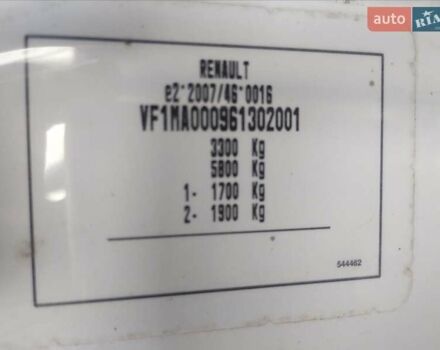 auto RIA
RENAULT
e2*2007/46*0016
VF1MA000961302001
3300 Kg
5800 Kg
1- 1700 Kg
2- 1900 Kg
544462